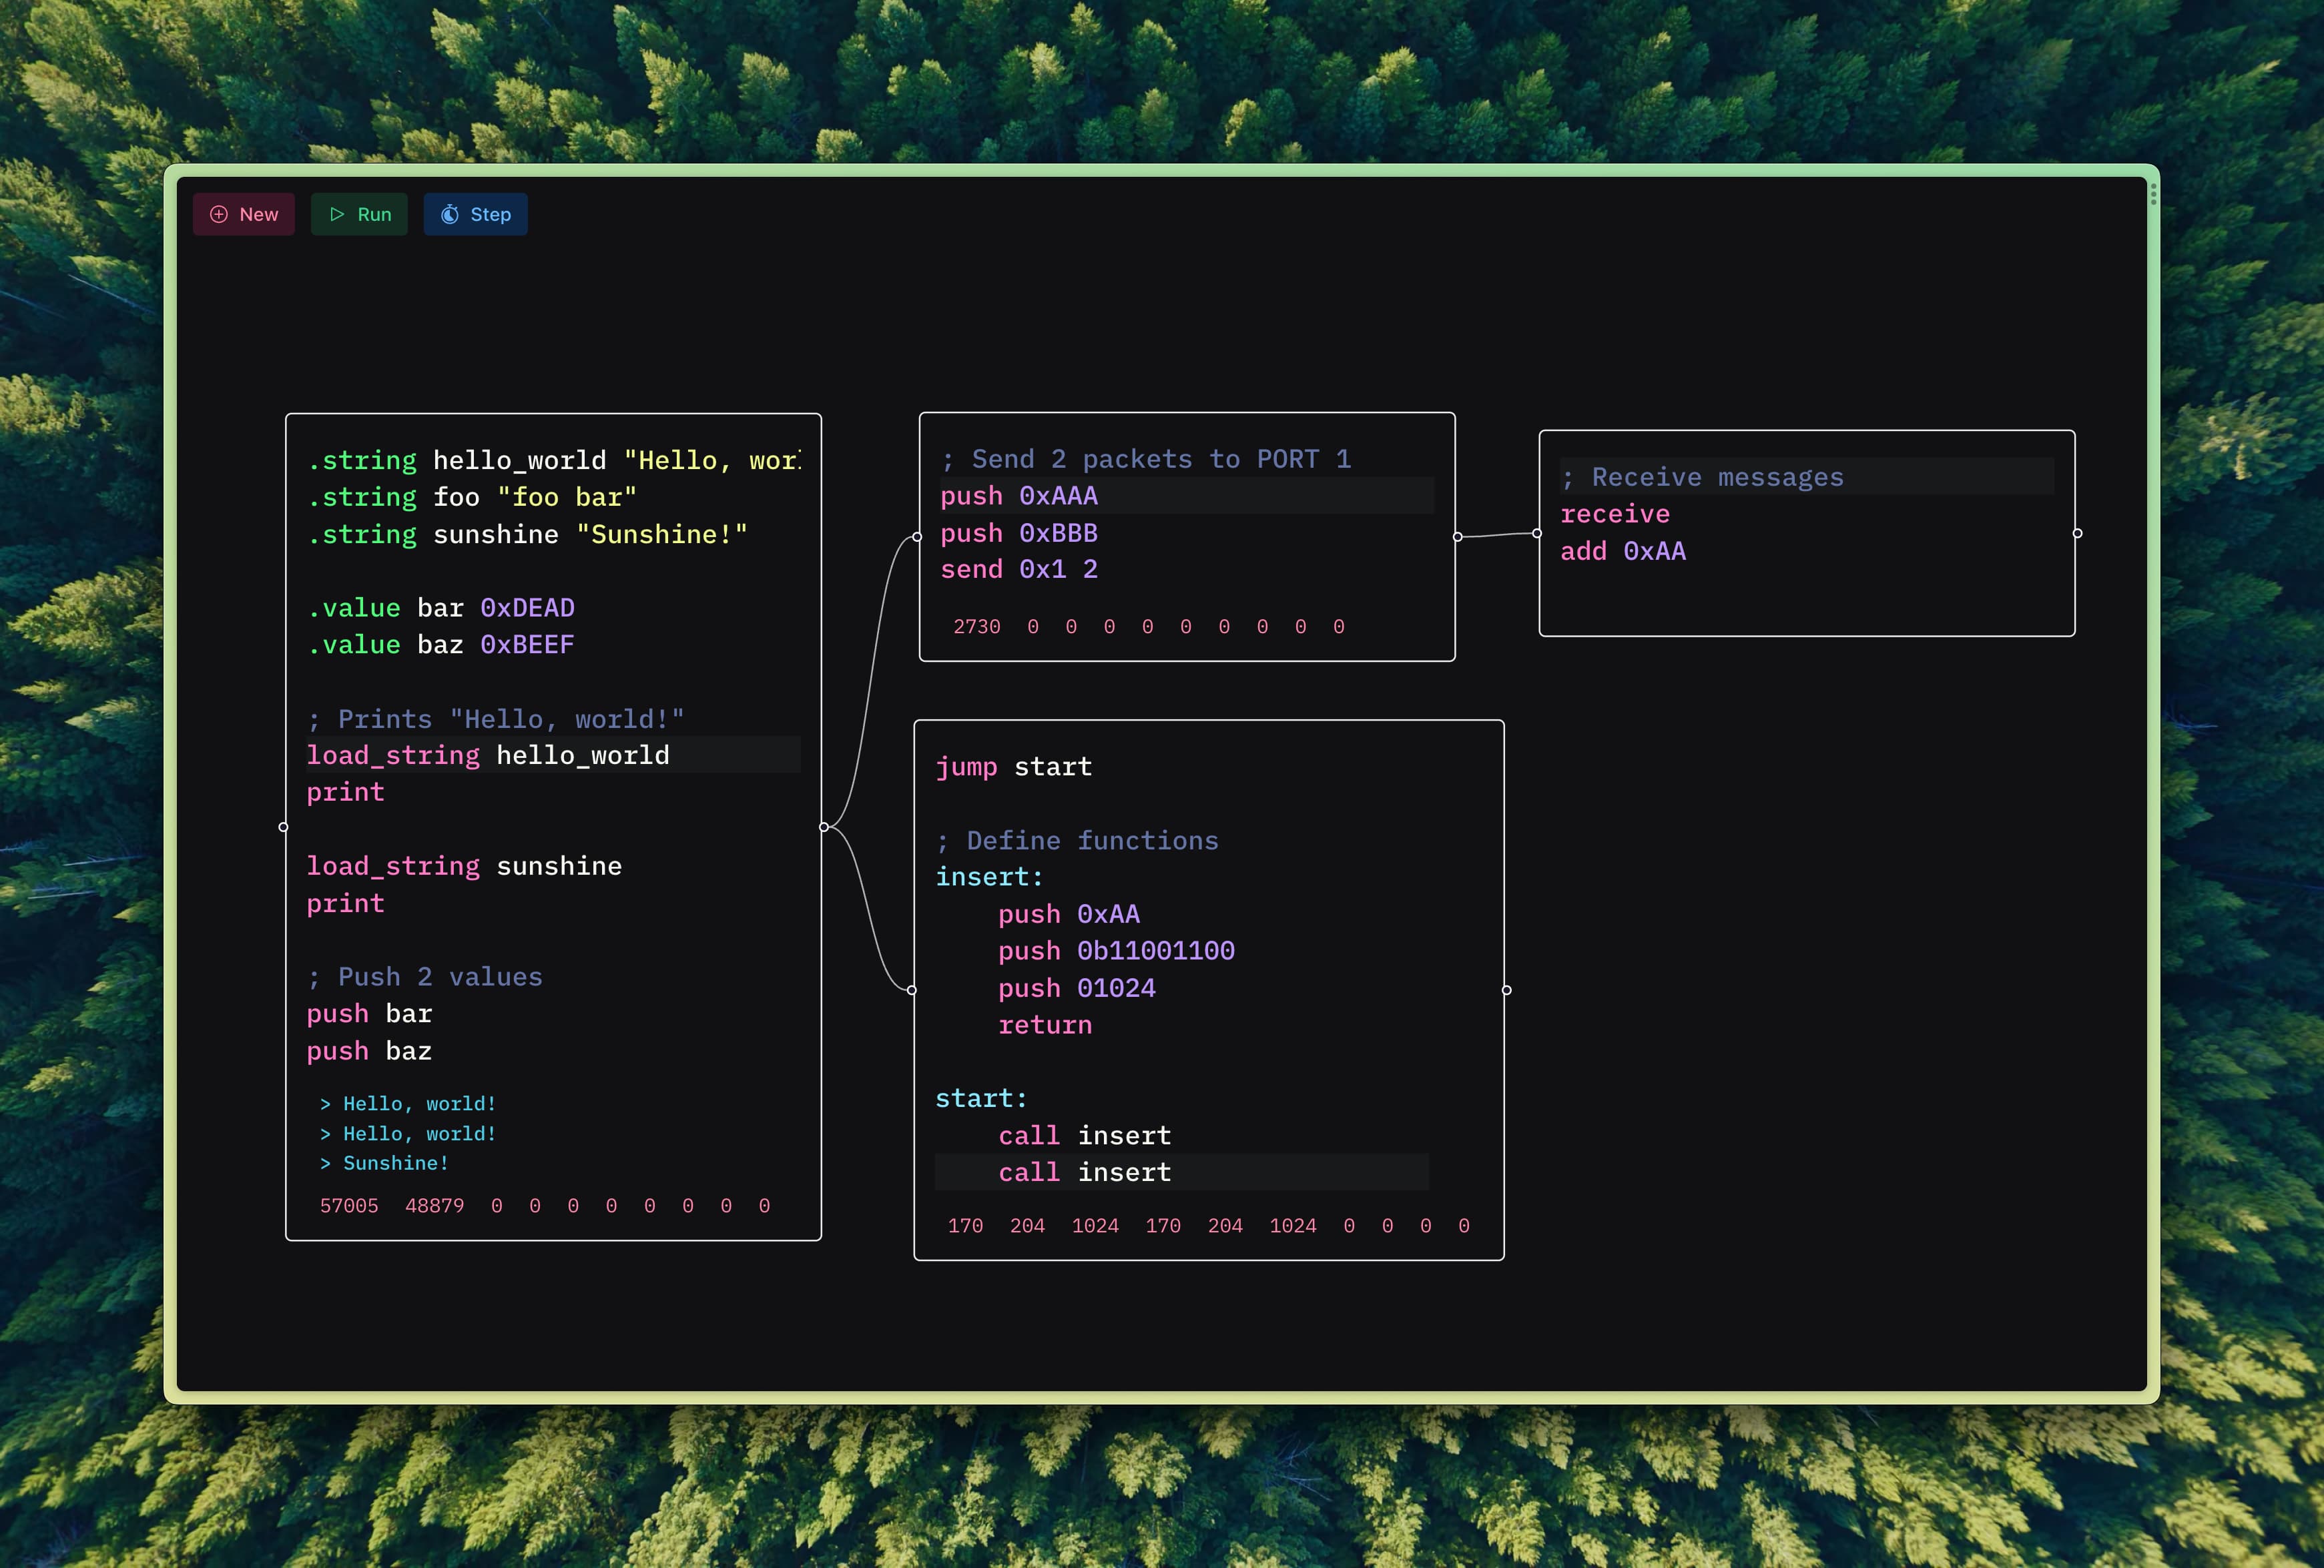 New
Run
Step
.string hello_world "Hello, worl
.string foo "foo bar"
.string sunshine "Sunshine!"
.value bar 0xDEAD
.value baz 0xBEEF
; Prints "Hello, world!"
load_string hello_world
print
load_string sunshine
print
; Push 2 values
push bar
push baz
> Hello, world!
> Hello, world!
> Sunshine!
57005 48879 0 0 0 0 0 0 0 0
; Send 2 packets to PORT 1
push 0xAAA
push 0xBBB
send 0x1 2
2730 0 0 0 0 0 0 0 0 0
; Receive messages
receive
add 0xAA
jump start
; Define functions
insert:
push 0xAA
push 0b11001100
push 01024
return
start:
call insert
call insert
170 204 1024 170 204 1024 0 0 0 0